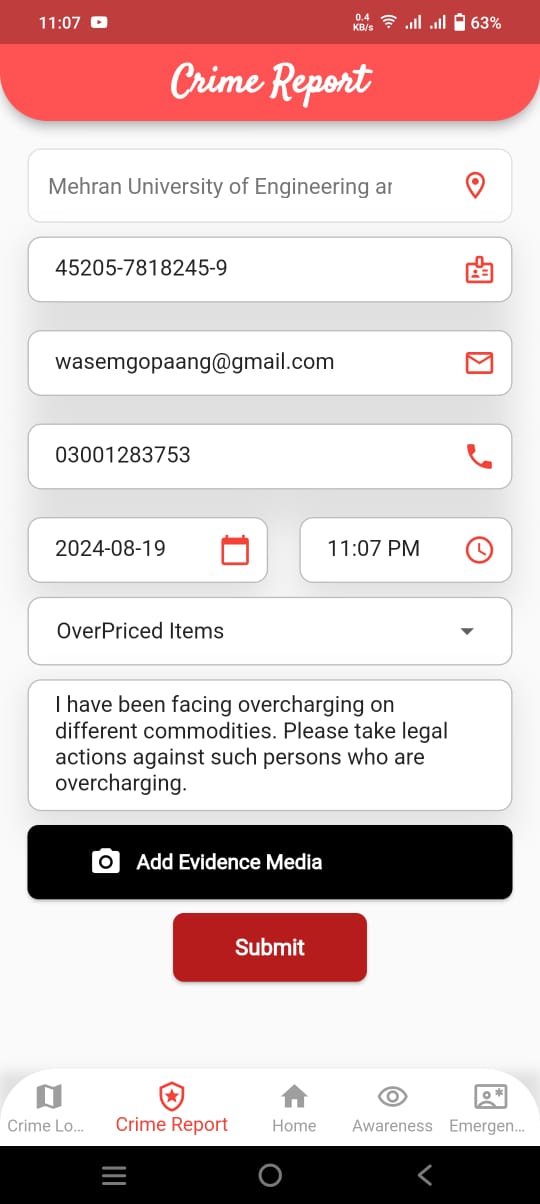 11:07 0.4 KB/s 63%
Crime Report
Mehran University of Engineering ar
45205-7818245-9
wasemgopaang@gmail.com
03001283753
2024-08-19 11:07 PM
OverPriced Items
I have been facing overcharging on
different commodities. Please take legal
actions against such persons who are
overcharging.
Add Evidence Media
Submit
Crime Lo... Crime Report Home Awareness Emergen...